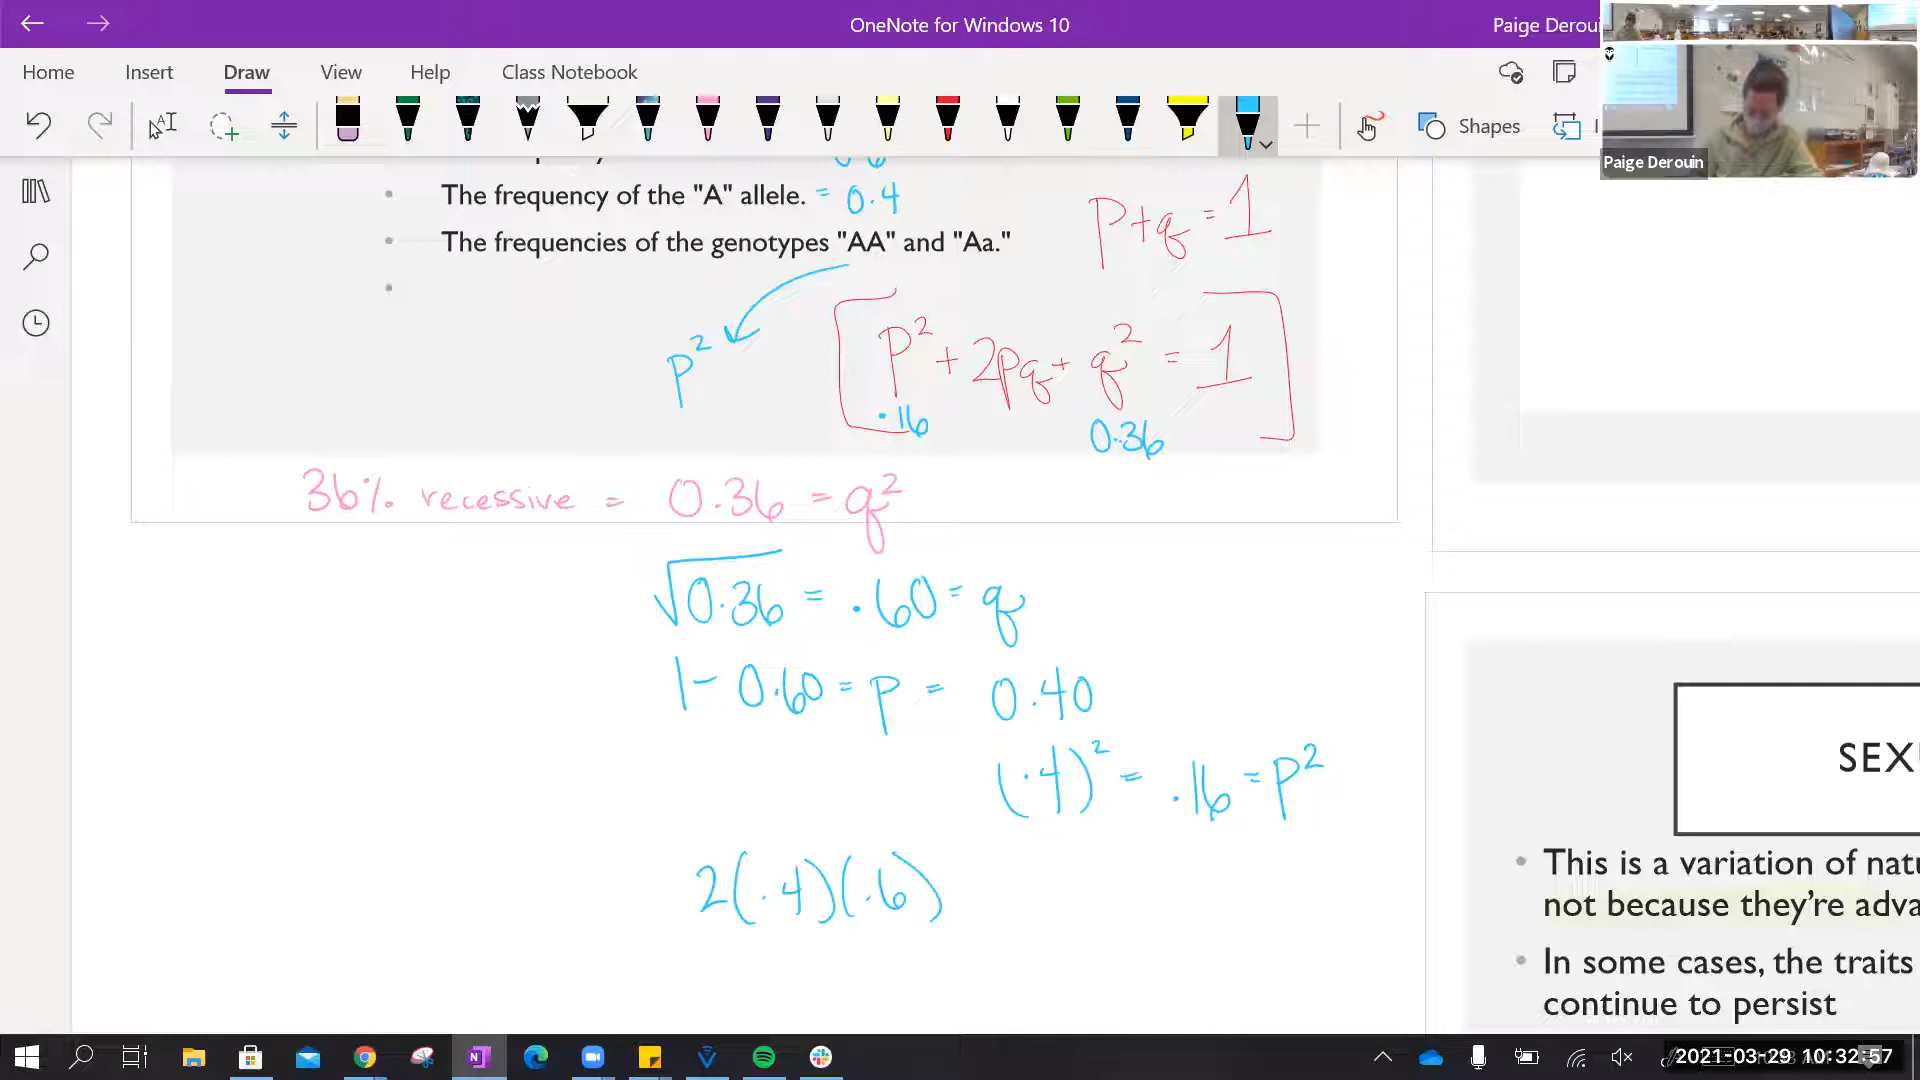 OneNote for Windows 10
Paige Derou
Home Insert Draw View Help Class Notebook
Shapes
Paige Derouin
The frequency of the "A" allele. = 0.4
The frequencies of the genotypes "AA" and "Aa."
p+q=1
p²
p² + 2pq + q² = 1
.16
0.36
36% recessive = 0.36 = q²
√0.36 = .60 = q
1- 0.60 = p = 0.40
(.4)² = .16 = p²
2(.4)(.6)
SEX
This is a variation of natu
not because they're adva
In some cases, the traits
continue to persist
2021-03-29 10:32:57